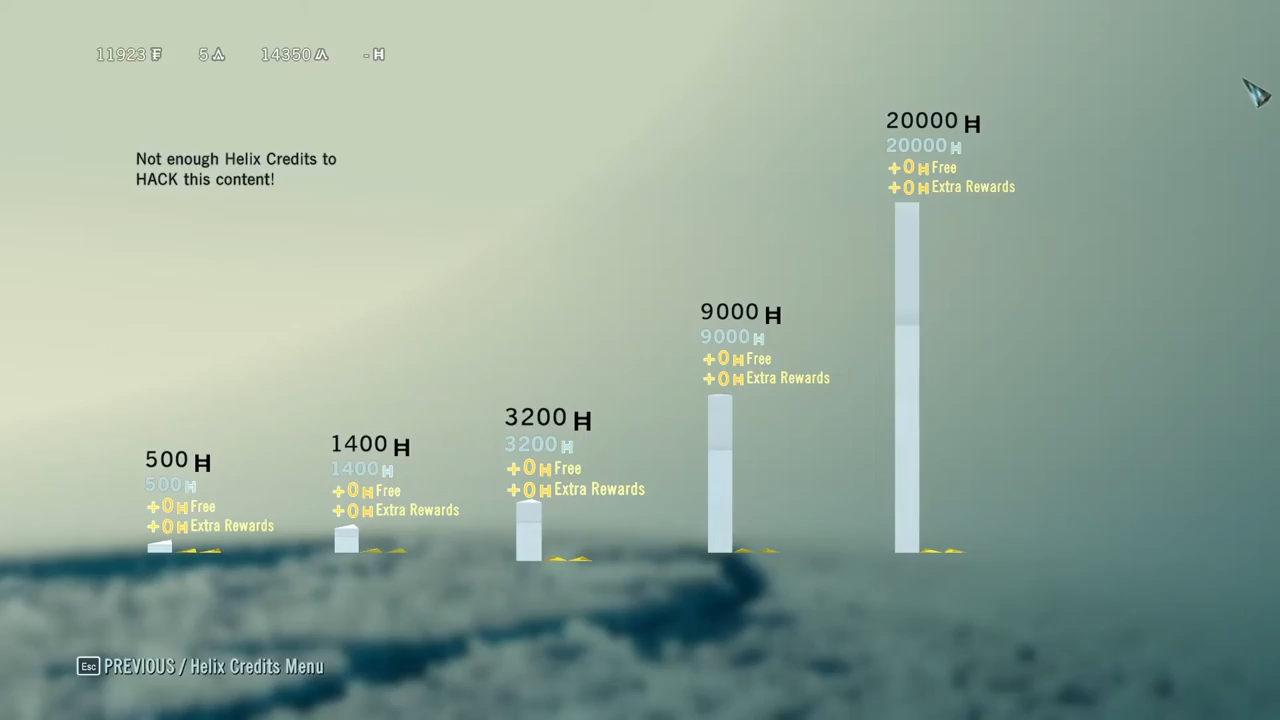 11923 5 14350 - H
Not enough Helix Credits to
HACK this content!
20000 H
20000 H
+0 H Free
+0 H Extra Rewards
9000 H
9000 H
+0 H Free
+0 H Extra Rewards
3200 H
3200 H
+0 H Free
+0 H Extra Rewards
1400 H
1400 H
+0 H Free
+0 H Extra Rewards
500 H
500 H
+0 H Free
+0 H Extra Rewards
Esc PREVIOUS / Helix Credits Menu